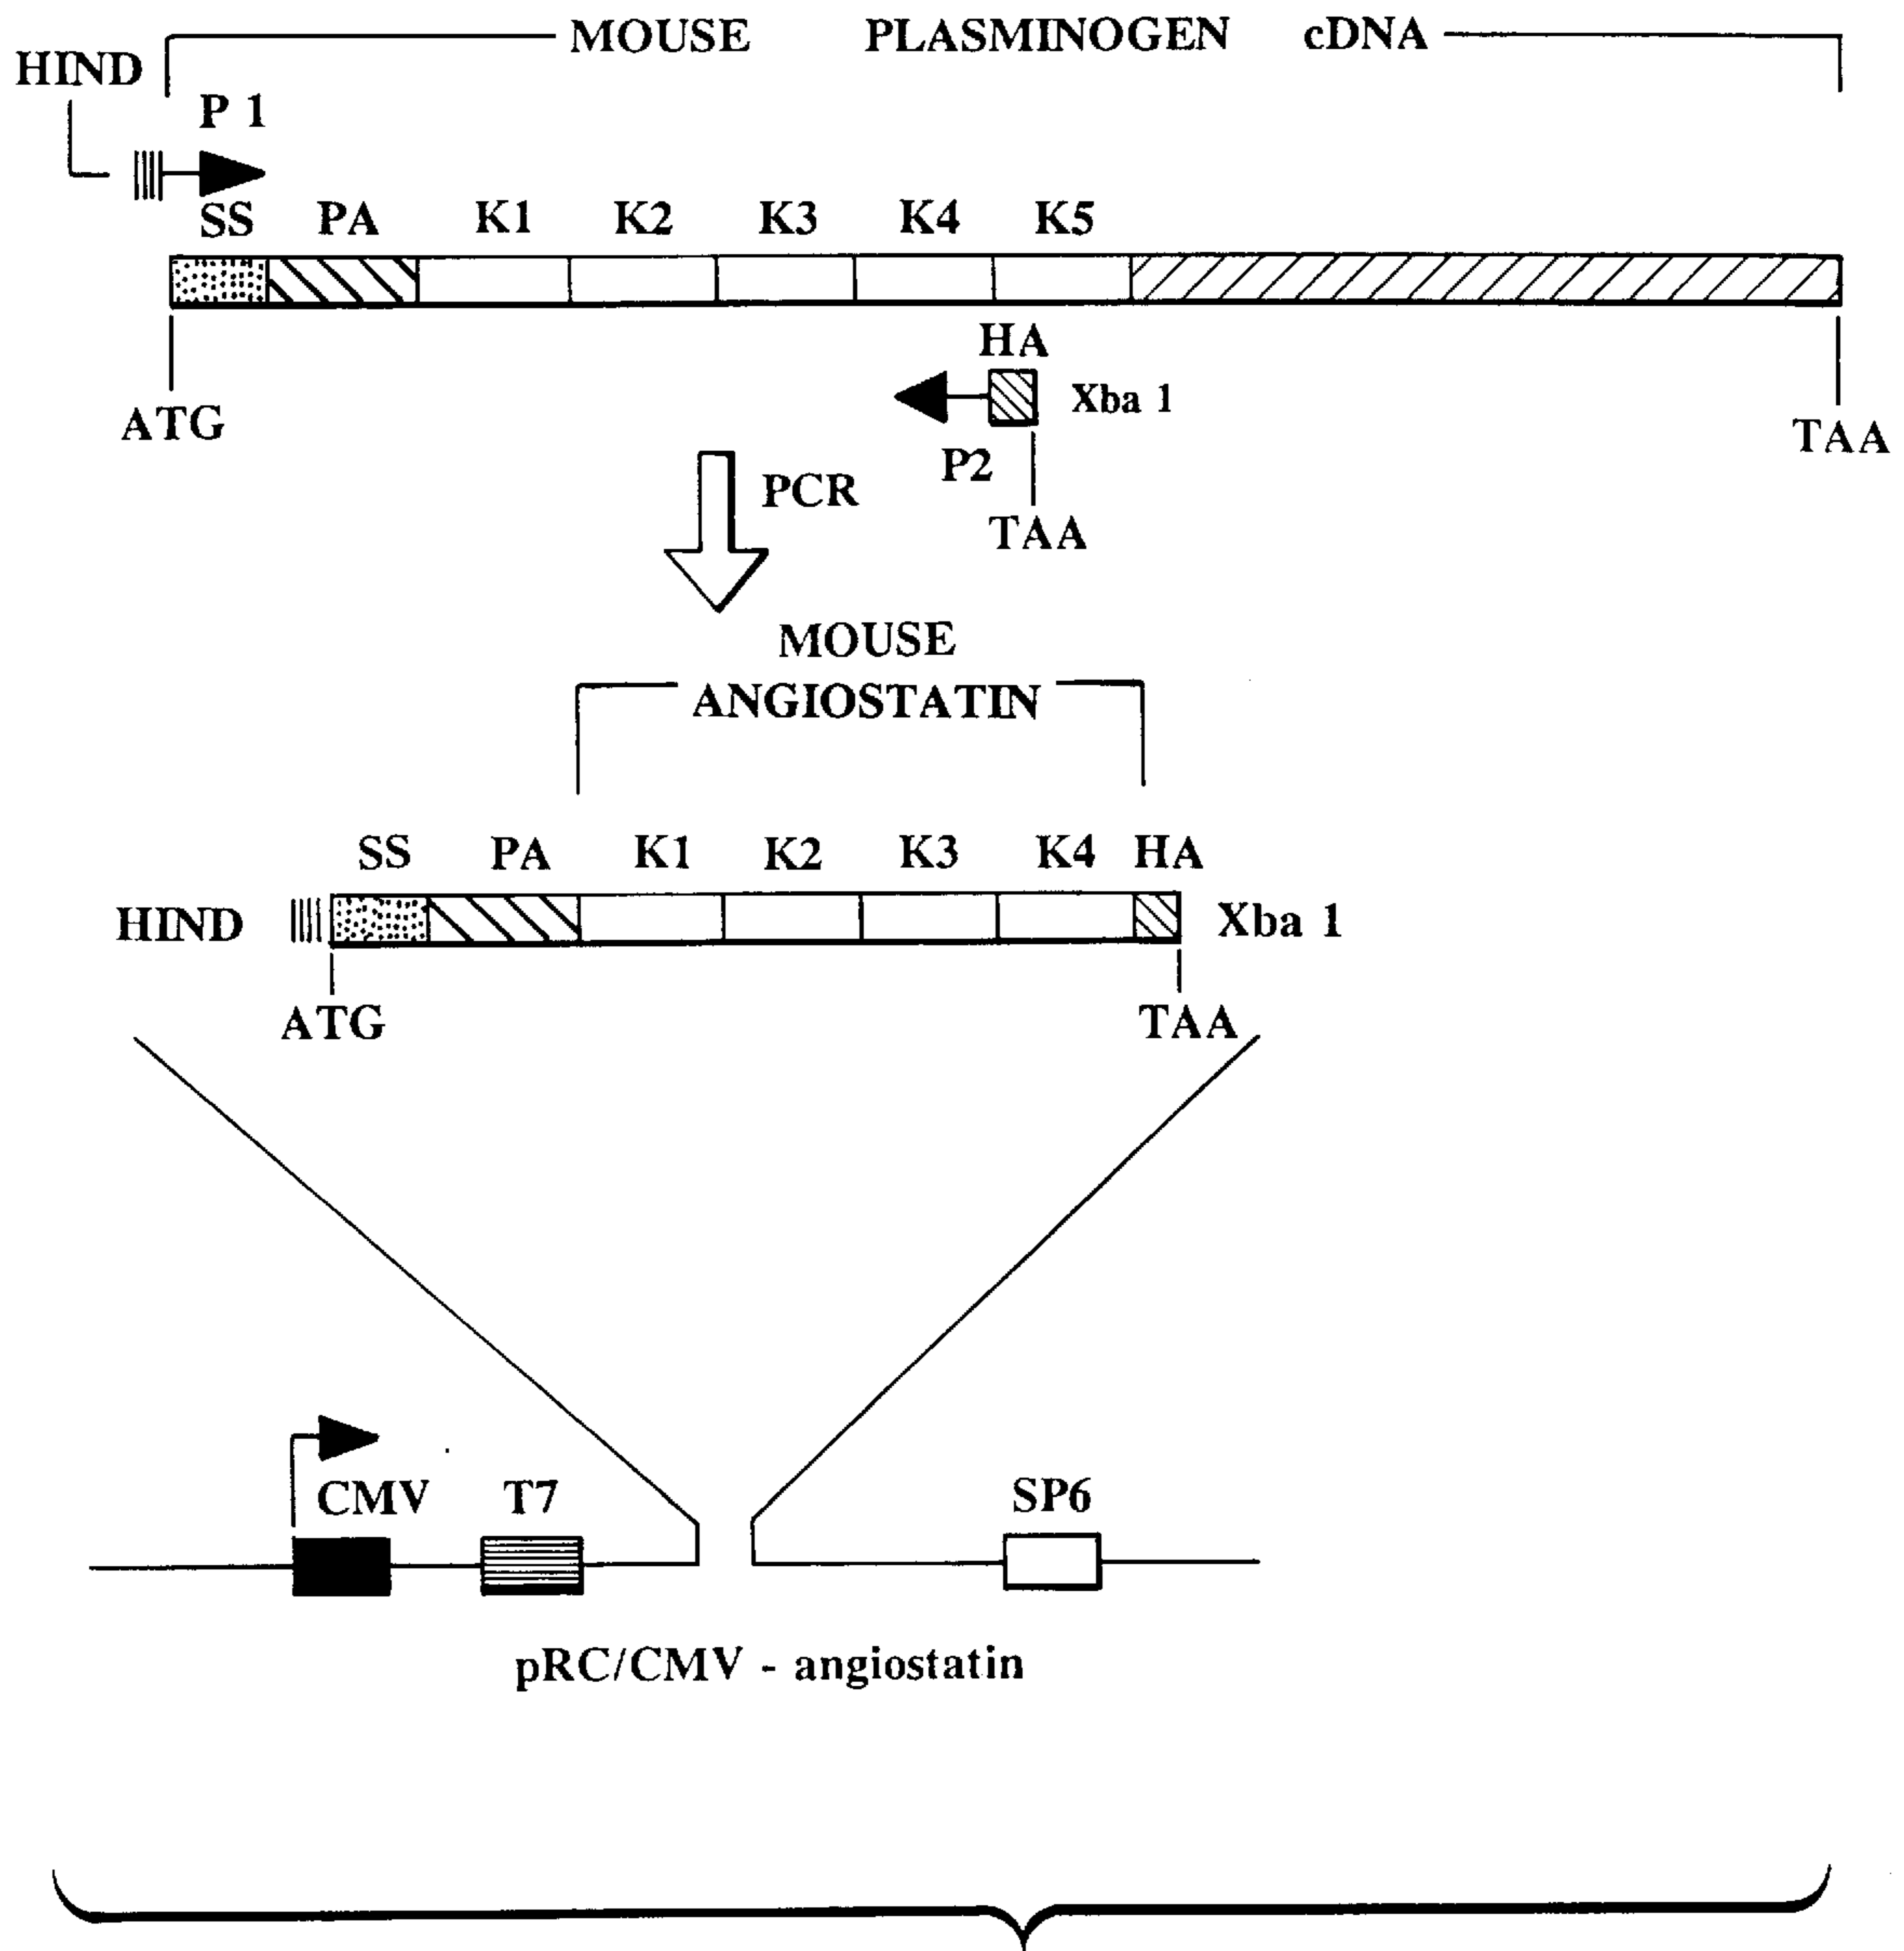 MOUSE PLASMINOGEN cDNA
HIND
P 1
SS PA K1 K2 K3 K4 K5
HA
Xba 1
ATG
P2
TAA
TAA
PCR
MOUSE
ANGIOSTATIN
SS PA K1 K2 K3 K4 HA
HIND
Xba 1
ATG
TAA
CMV
T7
SP6
pRC/CMV - angiostatin